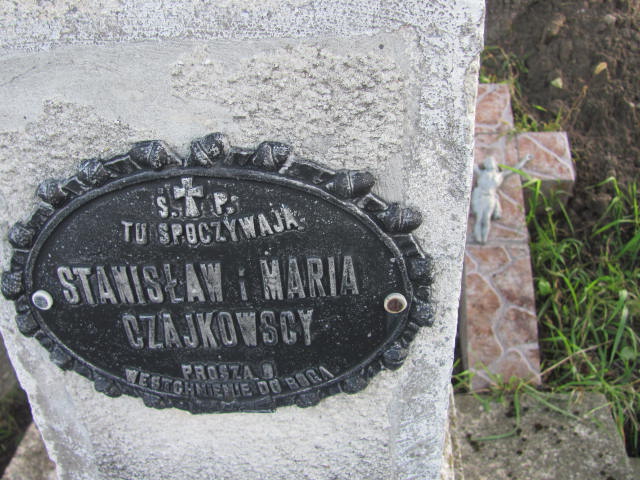 Ś. P.
TU SPOCZYWAJĄ
STANISŁAW i MARIA
CZAJKOWSCY
PROSZĄ O
WESTCHNIENIE DO BOGA